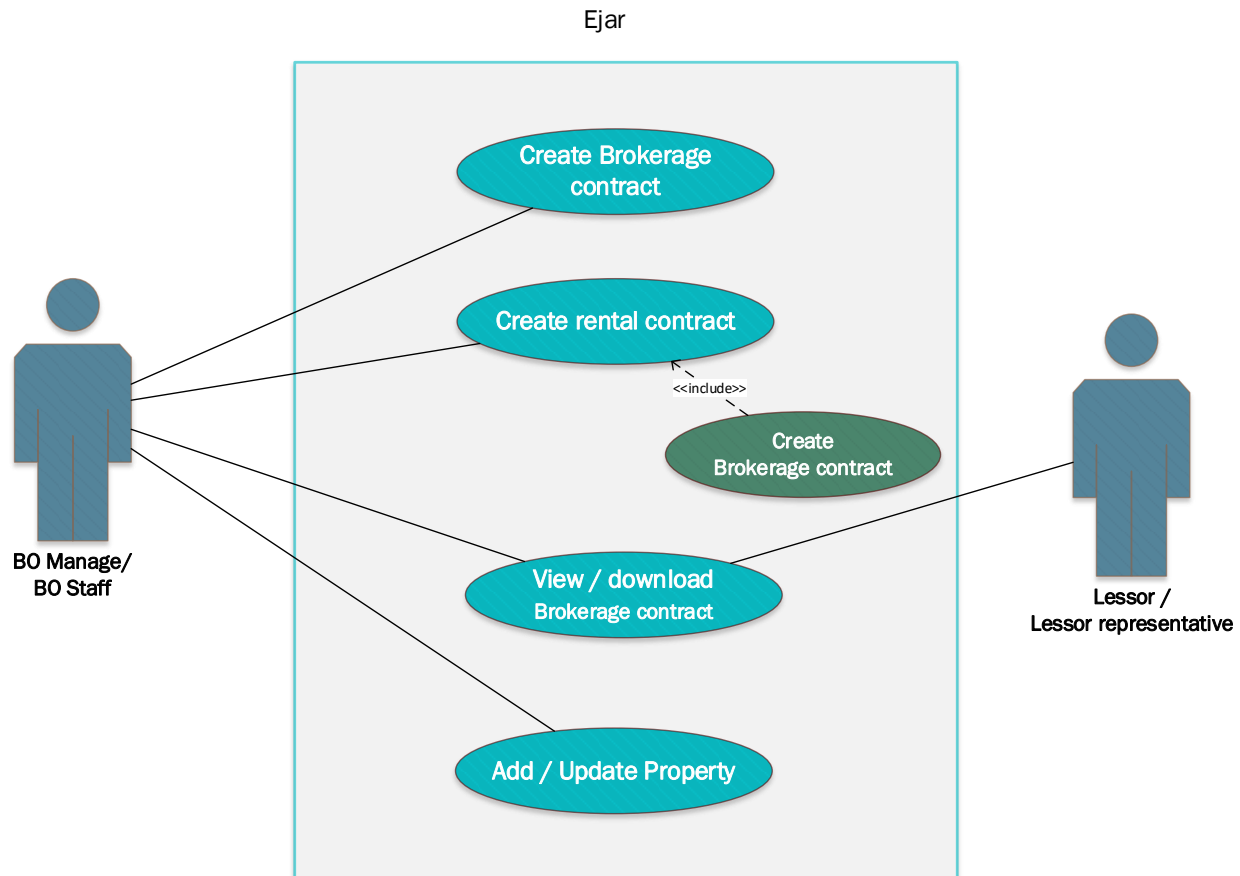 Ejar
Create Brokerage
contract
Create rental contract
<<include>>
Create
Brokerage contract
BO Manage/
BO Staff
View / download
Brokerage contract
Lessor /
Lessor representative
Add / Update Property